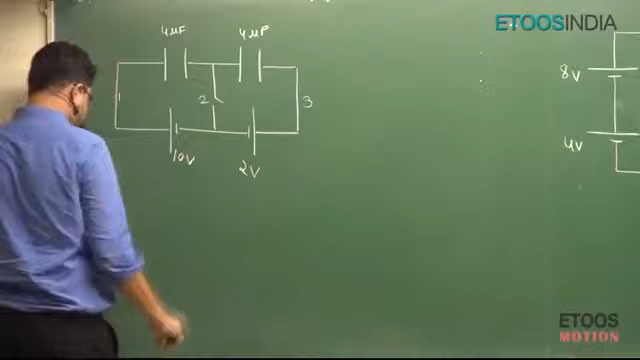 ETOOSINDIA
4μF
4μF
8V
1
2
3
4V
10V
2V
ETOOS
MOTION